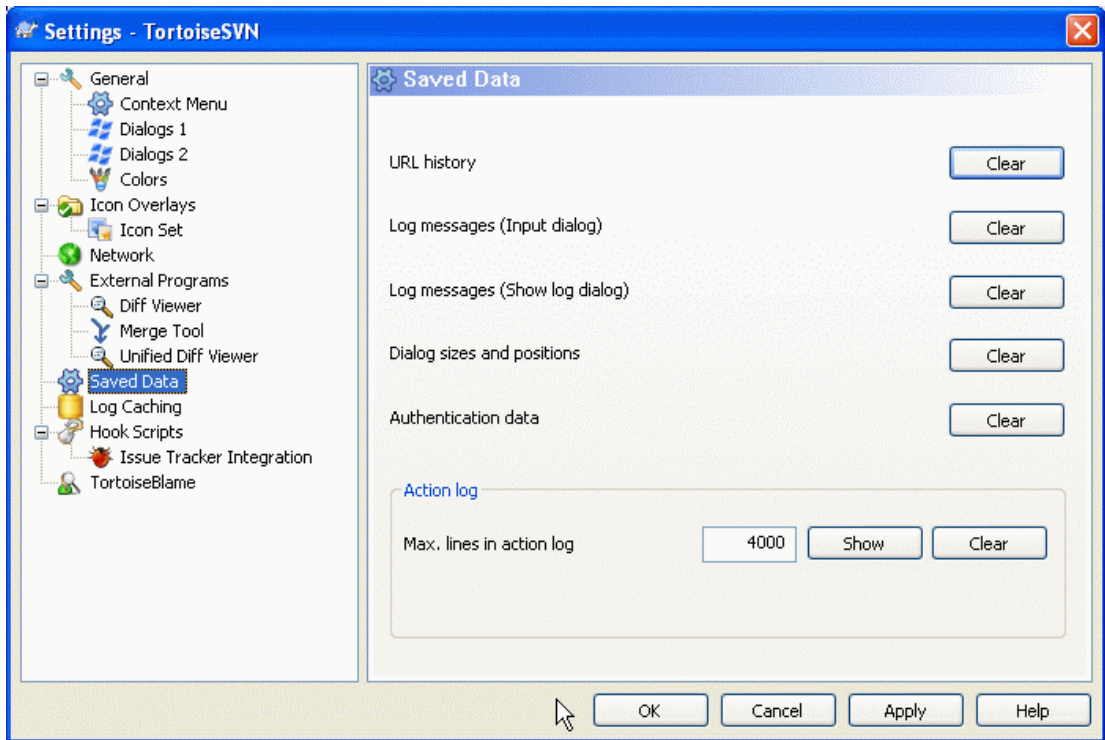 Settings - TortoiseSVN
General
Context Menu
Dialogs 1
Dialogs 2
Colors
Icon Overlays
Icon Set
Network
External Programs
Diff Viewer
Merge Tool
Unified Diff Viewer
Saved Data
Log Caching
Hook Scripts
Issue Tracker Integration
TortoiseBlame
Saved Data
URL history Clear
Log messages (Input dialog) Clear
Log messages (Show log dialog) Clear
Dialog sizes and positions Clear
Authentication data Clear
Action log
Max. lines in action log 4000 Show Clear
OK Cancel Apply Help